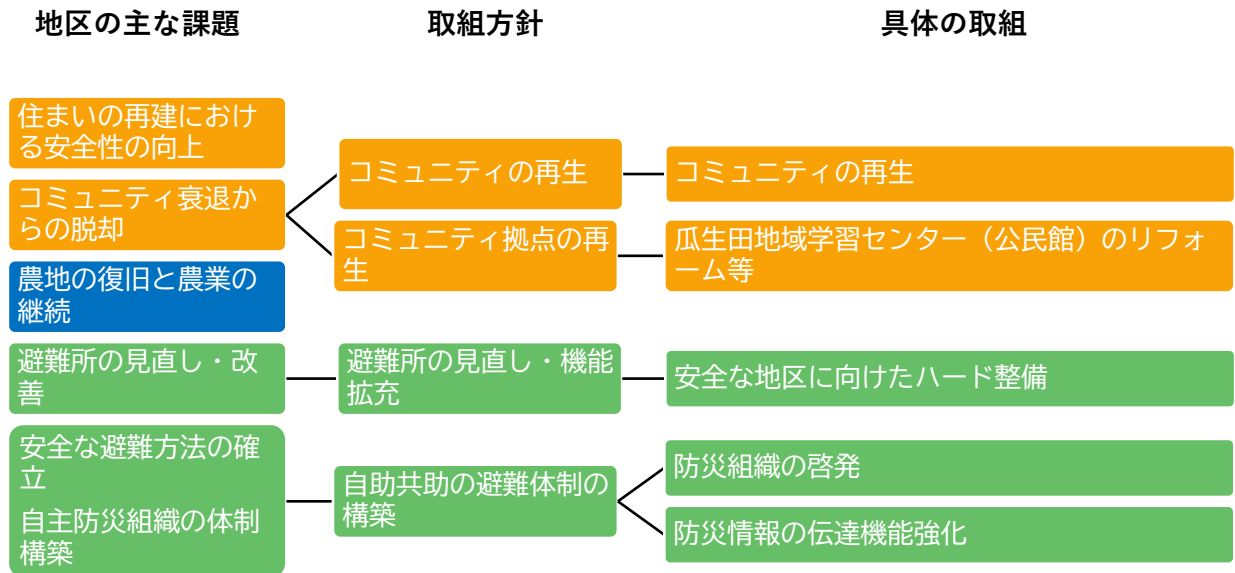 地区の主な課題
取組方針
具体の取組
住まいの再建におけ
る安全性の向上
コミュニティ衰退か
らの脱却
コミュニティの再生
コミュニティの再生
コミュニティ拠点の再
生
瓜生田地域学習センター（公民館）のリフォ
ーム等
農地の復旧と農業の
継続
避難所の見直し・改
善
避難所の見直し・機能
拡充
安全な地区に向けたハード整備
安全な避難方法の確
立
自主防災組織の体制
構築
自助共助の避難体制の
構築
防災組織の啓発
防災情報の伝達機能強化